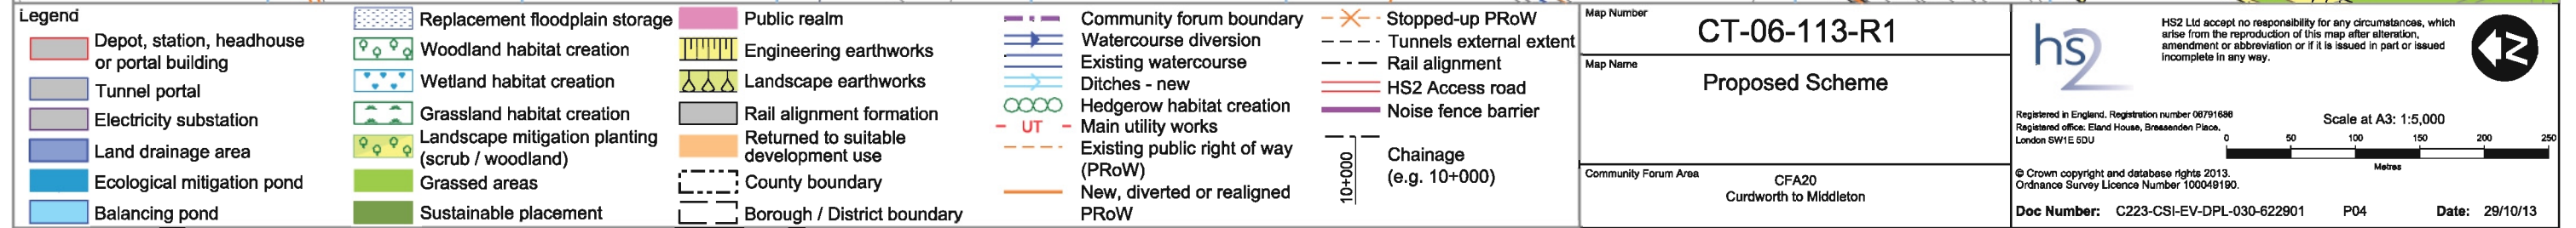 Legend
Depot, station, headhouse
or portal building
Tunnel portal
Electricity substation
Land drainage area
Ecological mitigation pond
Balancing pond
Replacement floodplain storage
Woodland habitat creation
Wetland habitat creation
Grassland habitat creation
Landscape mitigation planting
(scrub / woodland)
Grassed areas
Sustainable placement
Public realm
Engineering earthworks
Landscape earthworks
Rail alignment formation
Returned to suitable
development use
County boundary
Borough / District boundary
Community forum boundary
Watercourse diversion
Existing watercourse
Ditches - new
Hedgerow habitat creation
UT
Main utility works
Existing public right of way
(PRoW)
New, diverted or realigned
PRoW
Stopped-up PRoW
Tunnels external extent
Rail alignment
HS2 Access road
Noise fence barrier
10+000
Chainage
(e.g. 10+000)
Map Number
CT-06-113-R1
Map Name
Proposed Scheme
Community Forum Area
CFA20
Curdworth to Middleton
hs2
HS2 Ltd accept no responsibility for any circumstances, which
arise from the reproduction of this map after alteration,
amendment or abbreviation or if it is issued in part or issued
incomplete in any way.
N
Registered in England. Registration number 06791686
Registered office: Eland House, Bressenden Place,
London SW1E 5DU
Scale at A3: 1:5,000
0 50 100 150 200 250
Metres
© Crown copyright and database rights 2013.
Ordnance Survey Licence Number 100049190.
Doc Number: C223-CSI-EV-DPL-030-622901 P04 Date: 29/10/13